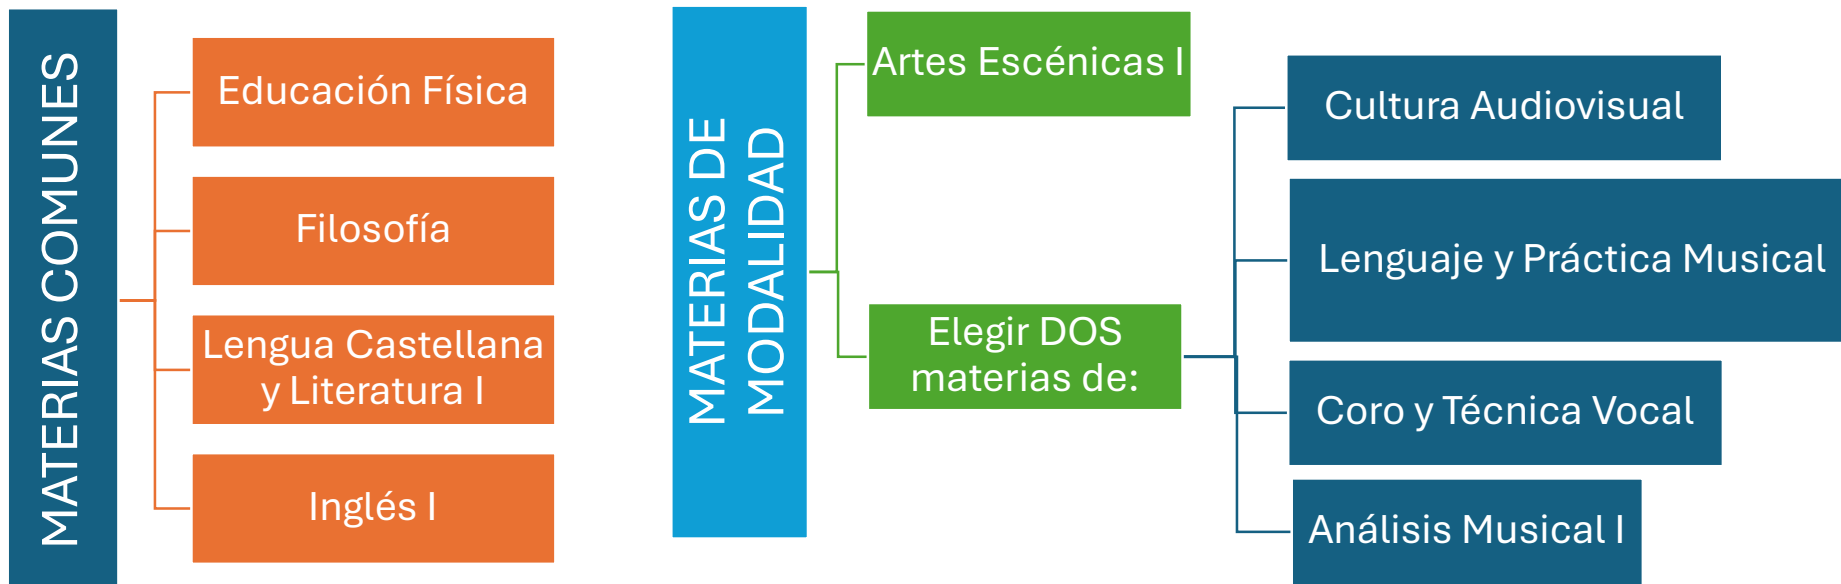 MATERIAS COMUNES
Educación Física
Filosofía
Lengua Castellana
y Literatura I
Inglés I
MATERIAS DE
MODALIDAD
Artes Escénicas I
Elegir DOS
materias de:
Cultura Audiovisual
Lenguaje y Práctica Musical
Coro y Técnica Vocal
Análisis Musical I